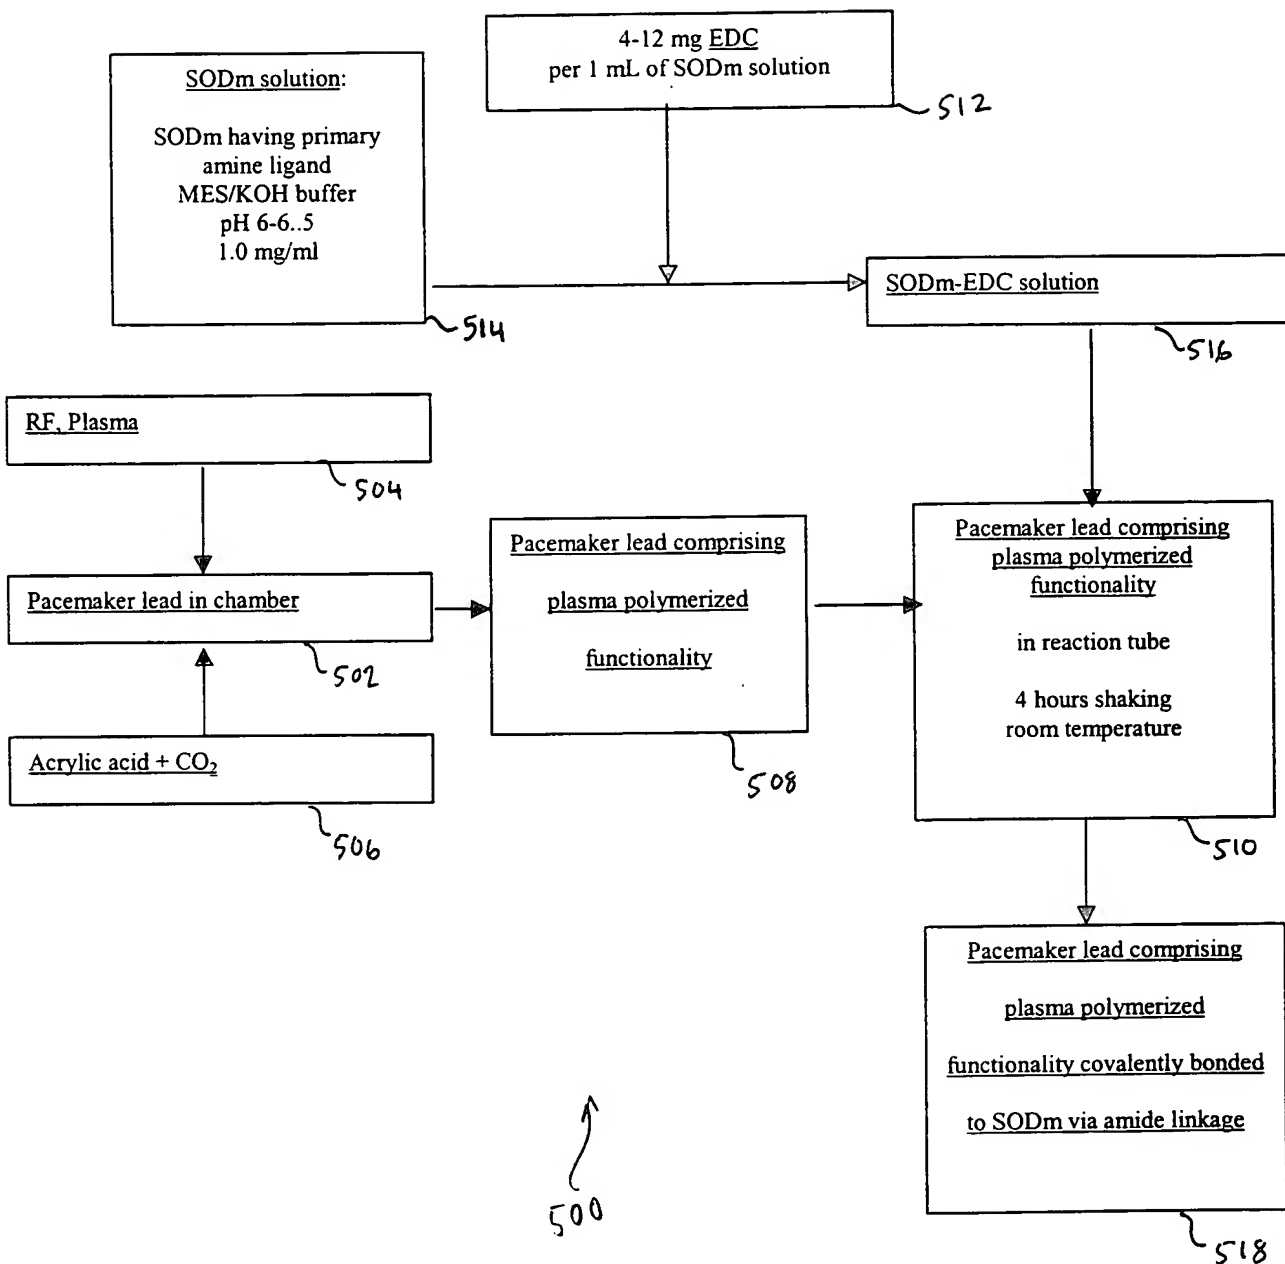 4-12 mg EDC
per 1 mL of SODm solution
512
SODm solution:
SODm having primary
amine ligand
MES/KOH buffer
pH 6-6..5
1.0 mg/ml
514
SODm-EDC solution
516
RF, Plasma
504
Pacemaker lead in chamber
502
Acrylic acid + CO₂
506
Pacemaker lead comprising
plasma polymerized
functionality
508
Pacemaker lead comprising
plasma polymerized
functionality
in reaction tube
4 hours shaking
room temperature
510
Pacemaker lead comprising
plasma polymerized
functionality covalently bonded
to SODm via amide linkage
518
500